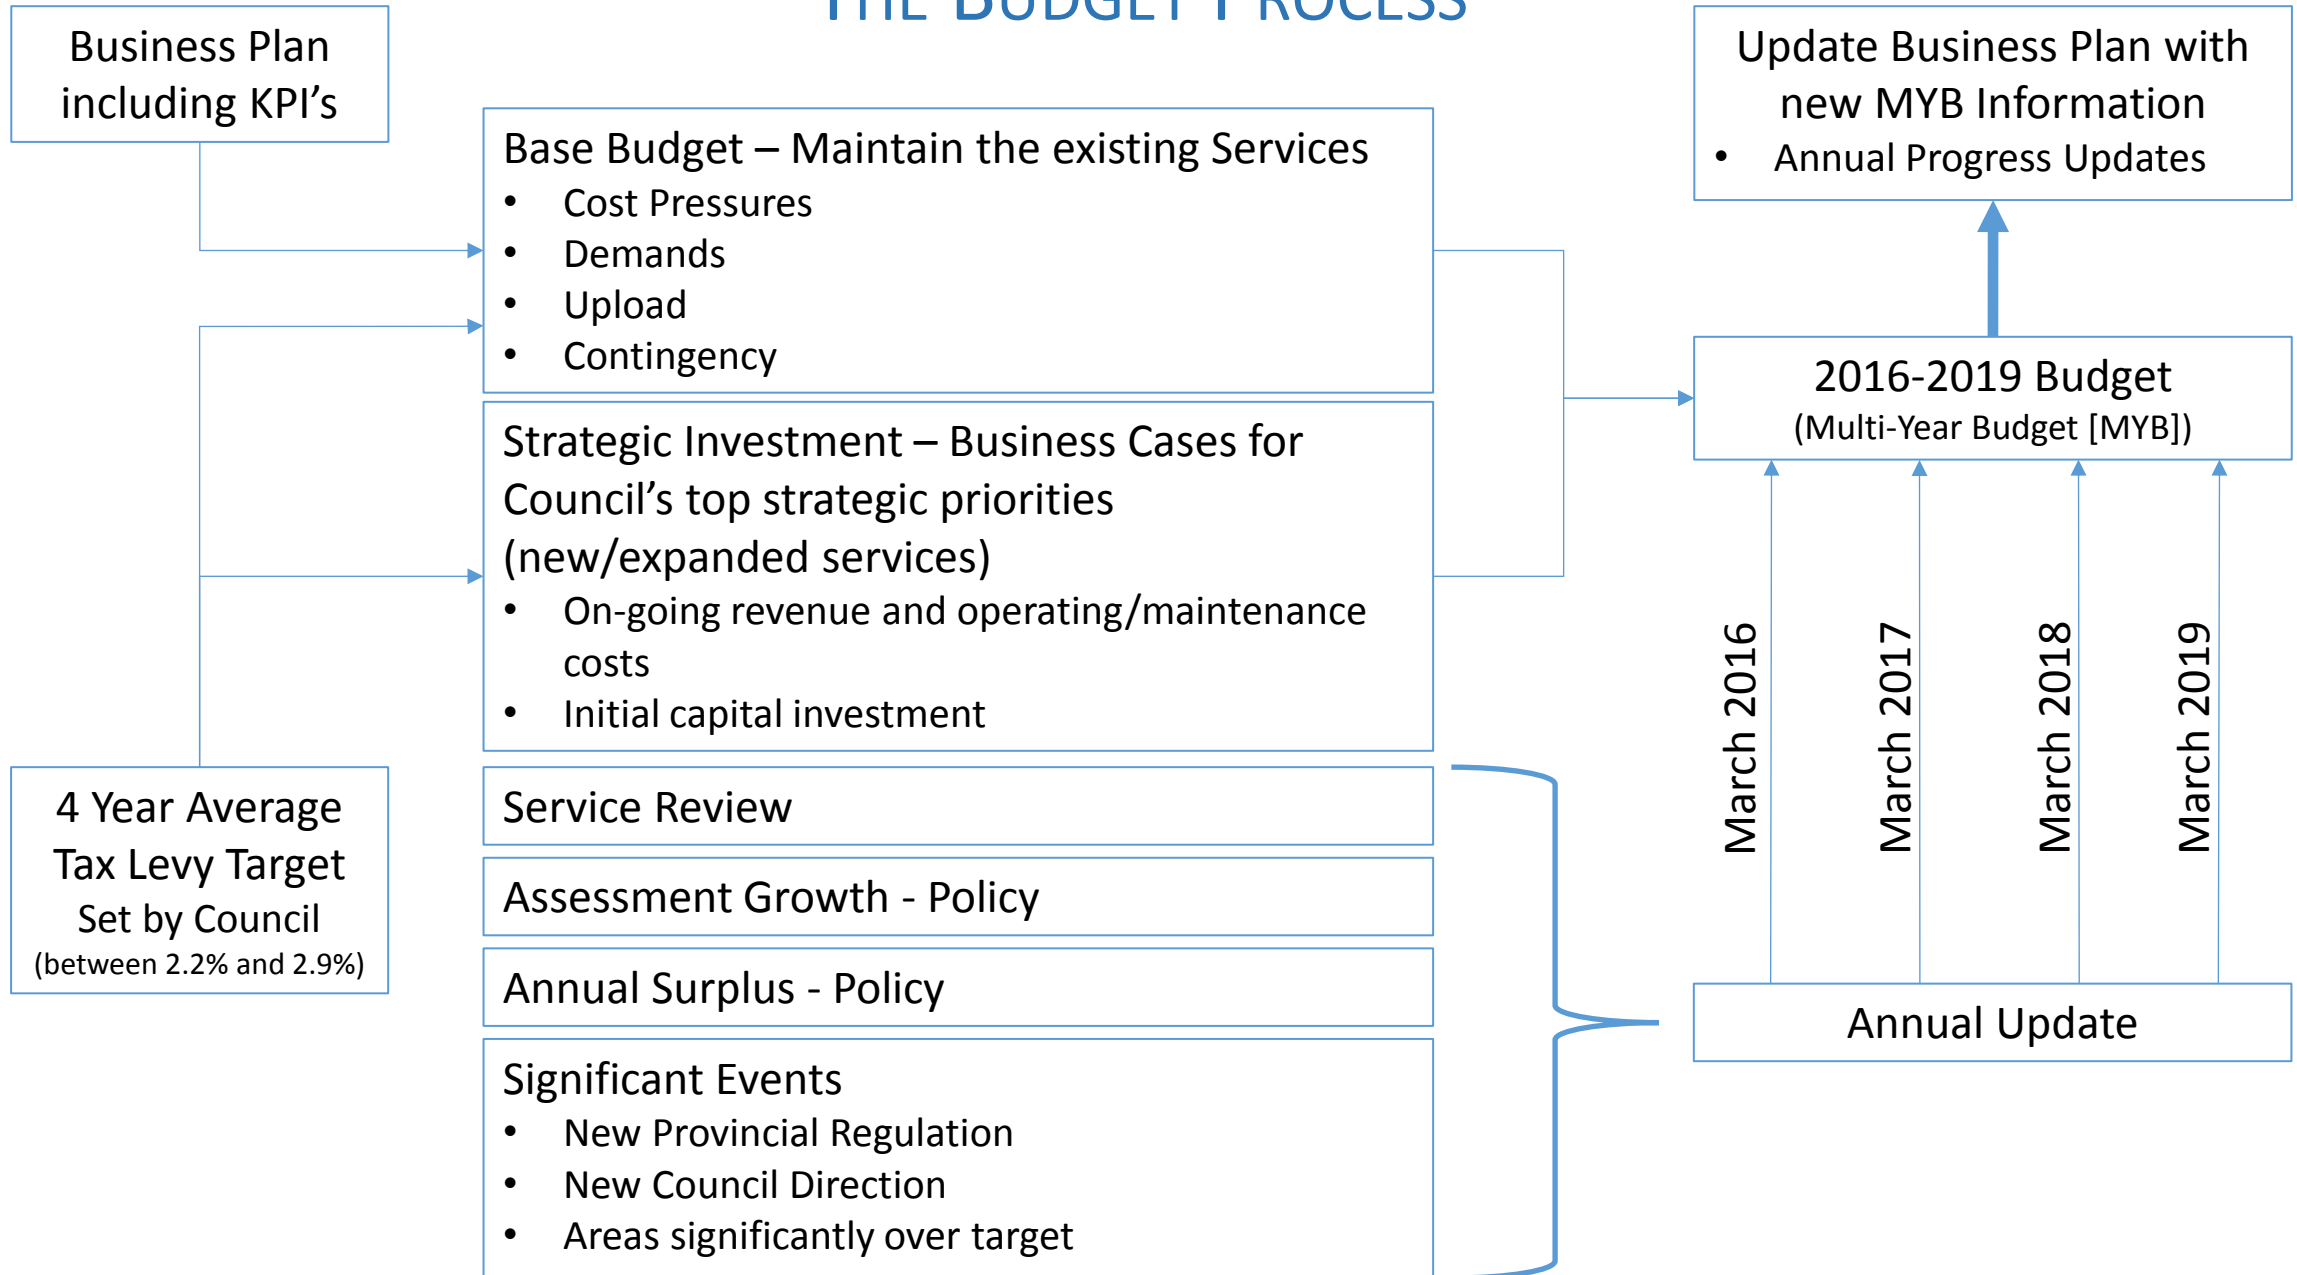 THE BUDGET PROCESS
Business Plan
including KPI's
Base Budget – Maintain the existing Services
• Cost Pressures
• Demands
• Upload
• Contingency
Strategic Investment – Business Cases for
Council's top strategic priorities
(new/expanded services)
• On-going revenue and operating/maintenance
costs
• Initial capital investment
4 Year Average
Tax Levy Target
Set by Council
(between 2.2% and 2.9%)
Service Review
Assessment Growth - Policy
Annual Surplus - Policy
Significant Events
• New Provincial Regulation
• New Council Direction
• Areas significantly over target
Update Business Plan with
new MYB Information
• Annual Progress Updates
2016-2019 Budget
(Multi-Year Budget [MYB])
March 2016
March 2017
March 2018
March 2019
Annual Update